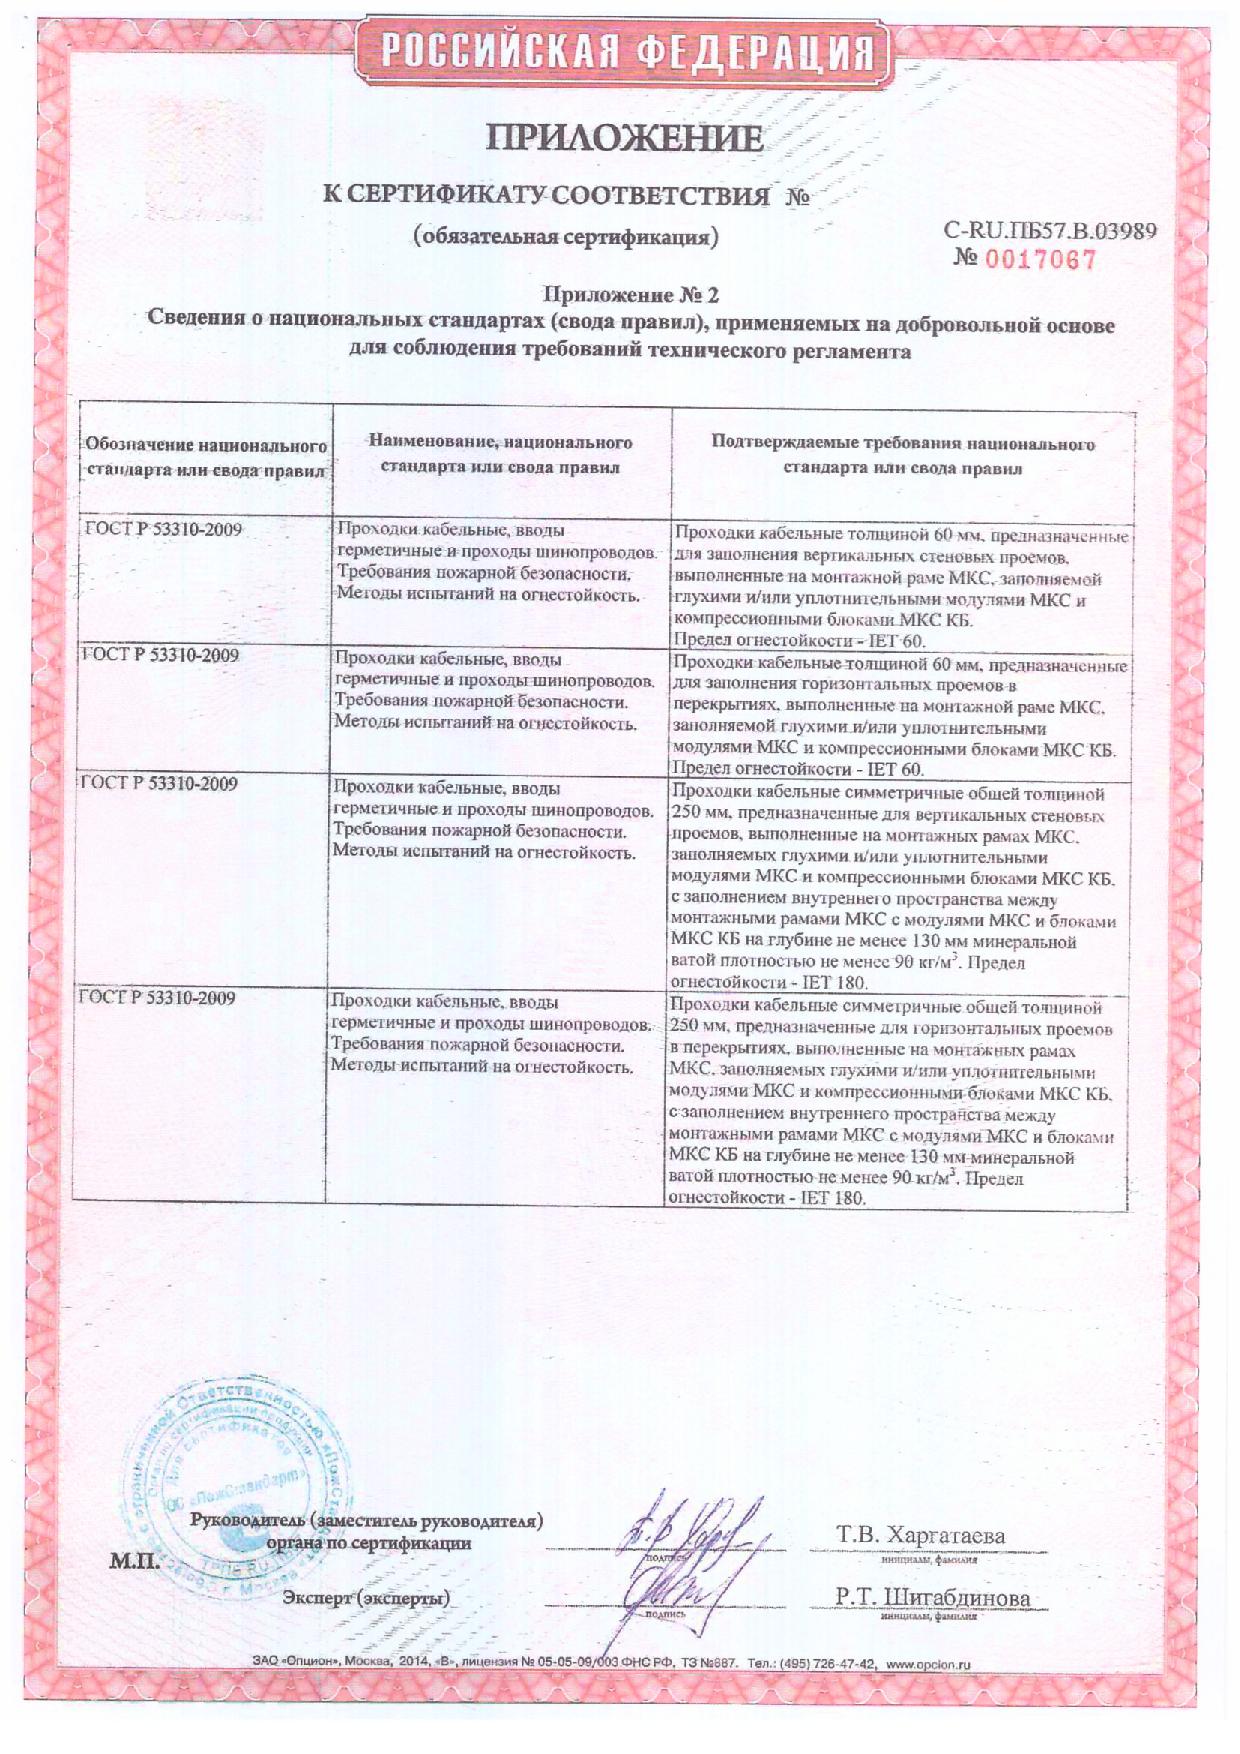 РОССИЙСКАЯ ФЕДЕРАЦИЯ
ПРИЛОЖЕНИЕ
К СЕРТИФИКАТУ СООТВЕТСТВИЯ №
(обязательная сертификация)
C-RU.ПБ57.В.03989
№ 0017067
Приложение № 2
Сведения о национальных стандартах (свода правил), применяемых на добровольной основе
для соблюдения требований технического регламента
Обозначение национального
стандарта или свода правил
Наименование, национального
стандарта или свода правил
Подтверждаемые требования национального
стандарта или свода правил
ГОСТ Р 53310-2009
Проходки кабельные, вводы
герметичные и проходы шинопроводов.
Требования пожарной безопасности.
Методы испытаний на огнестойкость.
Проходки кабельные толщиной 60 мм, предназначенные
для заполнения вертикальных стеновых проемов,
выполненные на монтажной раме МКС, заполняемой
глухими и/или уплотнительными модулями МКС и
компрессионными блоками МКС КБ.
Предел огнестойкости - IET 60.
ГОСТ Р 53310-2009
Проходки кабельные, вводы
герметичные и проходы шинопроводов.
Требования пожарной безопасности.
Методы испытаний на огнестойкость.
Проходки кабельные толщиной 60 мм, предназначенные
для заполнения горизонтальных проемов в
перекрытиях, выполненные на монтажной раме МКС,
заполняемой глухими и/или уплотнительными
модулями МКС и компрессионными блоками МКС КБ.
Предел огнестойкости - IET 60.
ГОСТ Р 53310-2009
Проходки кабельные, вводы
герметичные и проходы шинопроводов.
Требования пожарной безопасности.
Методы испытаний на огнестойкость.
Проходки кабельные симметричные общей толщиной
250 мм, предназначенные для вертикальных стеновых
проемов, выполненные на монтажных рамах МКС,
заполняемых глухими и/или уплотнительными
модулями МКС и компрессионными блоками МКС КБ,
с заполнением внутреннего пространства между
монтажными рамами МКС с модулями МКС и блоками
МКС КБ на глубине не менее 130 мм минеральной
ватой плотностью не менее 90 кг/м³. Предел
огнестойкости - IET 180.
ГОСТ Р 53310-2009
Проходки кабельные, вводы
герметичные и проходы шинопроводов.
Требования пожарной безопасности.
Методы испытаний на огнестойкость.
Проходки кабельные симметричные общей толщиной
250 мм, предназначенные для горизонтальных проемов
в перекрытиях, выполненные на монтажных рамах
МКС, заполняемых глухими и/или уплотнительными
модулями МКС и компрессионными блоками МКС КБ,
с заполнением внутреннего пространства между
монтажными рамами МКС с модулями МКС и блоками
МКС КБ на глубине не менее 130 мм минеральной
ватой плотностью не менее 90 кг/м³. Предел
огнестойкости - IET 180.
ограниченной Ответственностью «ПожСта
Орган по сертификации продукции
Для сертификатов
ОС «ПожСтандарт»
г. Москва
Руководитель (заместитель руководителя)
органа по сертификации
М.П.
подпись
Т.В. Харгатаева
инициалы, фамилия
Эксперт (эксперты)
подпись
Р.Т. Шигабдинова
инициалы, фамилия
ЗАО «Опцион», Москва, 2014, «В», лицензия № 05-05-09/003 ФНС РФ, ТЗ №887. Тел.: (495) 726-47-42, www.opcion.ru